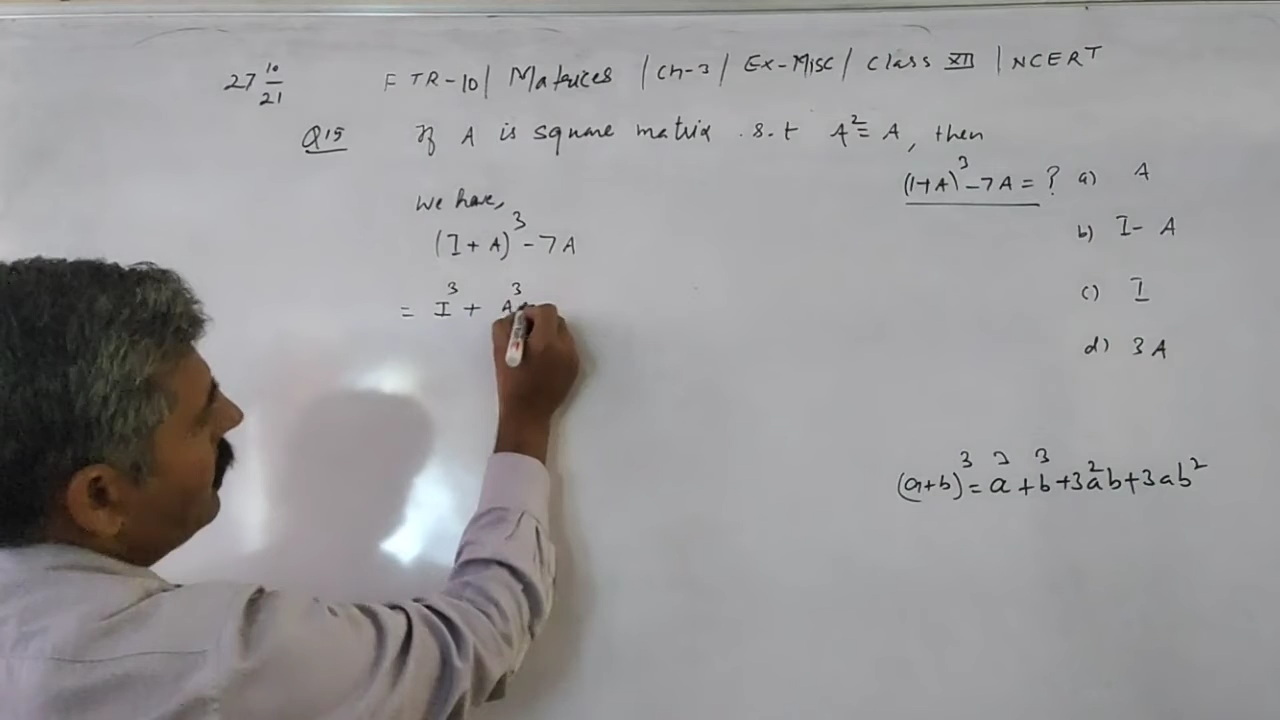 27 10/21 F TR-10 | Matrices | Ch-3 | Ex-Misc | Class XII | NCERT
Q15 If A is square matrix s.t A² = A, then
(I+A)³ - 7A = ? a) A
b) I - A
c) I
d) 3A
We have,
(I + A)³ - 7A
= I³ + A³
(a+b)³ = a³ + b³ + 3a²b + 3ab²